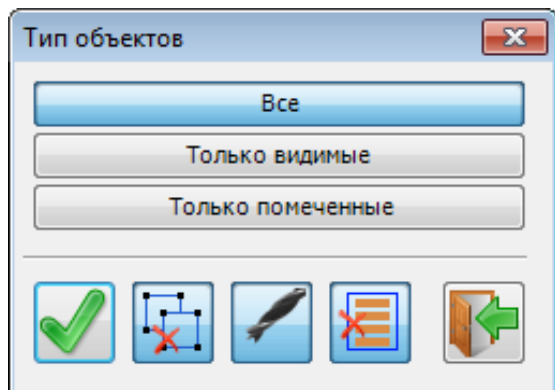 Тип объектов
Все
Только видимые
Только помеченные